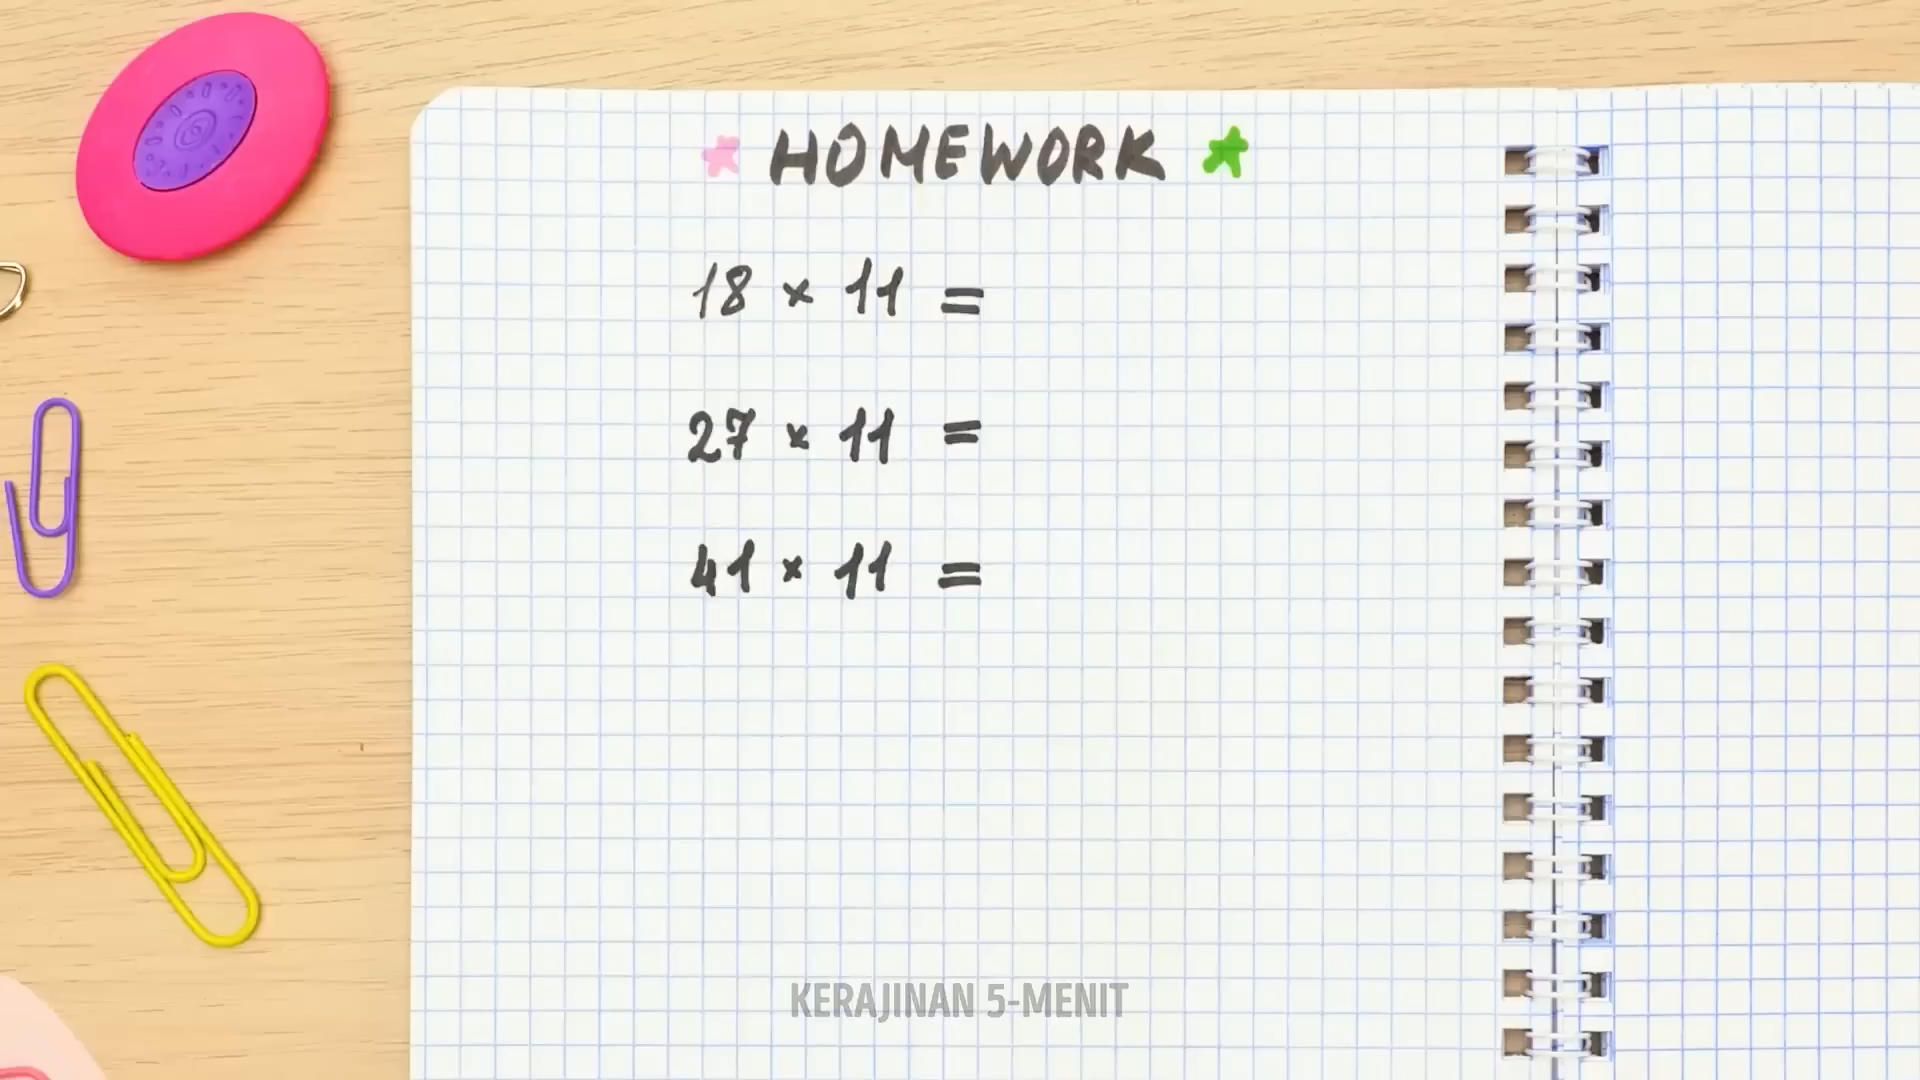 HOMEWORK
18 × 11 =
27 × 11 =
41 × 11 =
KERAJINAN 5-MENIT